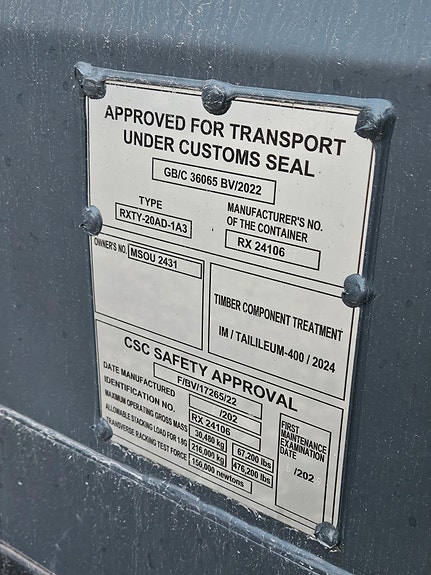 APPROVED FOR TRANSPORT
UNDER CUSTOMS SEAL
GB/C 36065 BV/2022
TYPE
RXTY-20AD-1A3
MANUFACTURER'S NO.
OF THE CONTAINER
RX 24106
OWNER'S NO.
MSOU 2431
TIMBER COMPONENT TREATMENT
IM / TAILILEUM-400 / 2024
CSC SAFETY APPROVAL
F/BV/17265/22
DATE MANUFACTURED
/202
IDENTIFICATION NO.
RX 24106
MAXIMUM OPERATING GROSS MASS
30,480 kg
67,200 lbs
ALLOWABLE STACKING LOAD FOR 1.8G
216,000 kg
476,200 lbs
TRANSVERSE RACKING TEST FORCE
150,000 newtons
FIRST
MAINTENANCE
EXAMINATION
DATE
/202